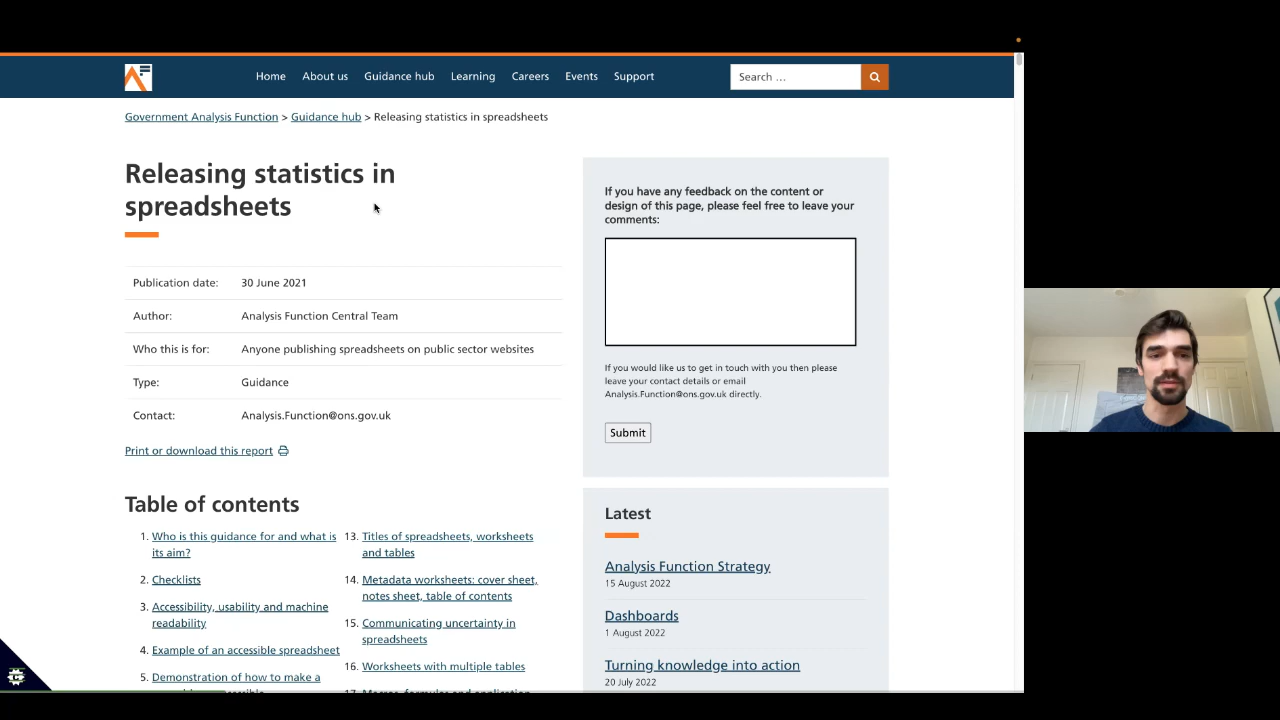 Home About us Guidance hub Learning Careers Events Support Search ...
Government Analysis Function > Guidance hub > Releasing statistics in spreadsheets
Releasing statistics in
spreadsheets
Publication date: 30 June 2021
Author: Analysis Function Central Team
Who this is for: Anyone publishing spreadsheets on public sector websites
Type: Guidance
Contact: Analysis.Function@ons.gov.uk
Print or download this report
Table of contents
1. Who is this guidance for and what is
its aim?
2. Checklists
3. Accessibility, usability and machine
readability
4. Example of an accessible spreadsheet
5. Demonstration of how to make a
13. Titles of spreadsheets, worksheets
and tables
14. Metadata worksheets: cover sheet,
notes sheet, table of contents
15. Communicating uncertainty in
spreadsheets
16. Worksheets with multiple tables
If you have any feedback on the content or
design of this page, please feel free to leave your
comments:
If you would like us to get in touch with you then please
leave your contact details or email
Analysis.Function@ons.gov.uk directly.
Submit
Latest
Analysis Function Strategy
15 August 2022
Dashboards
1 August 2022
Turning knowledge into action
20 July 2022